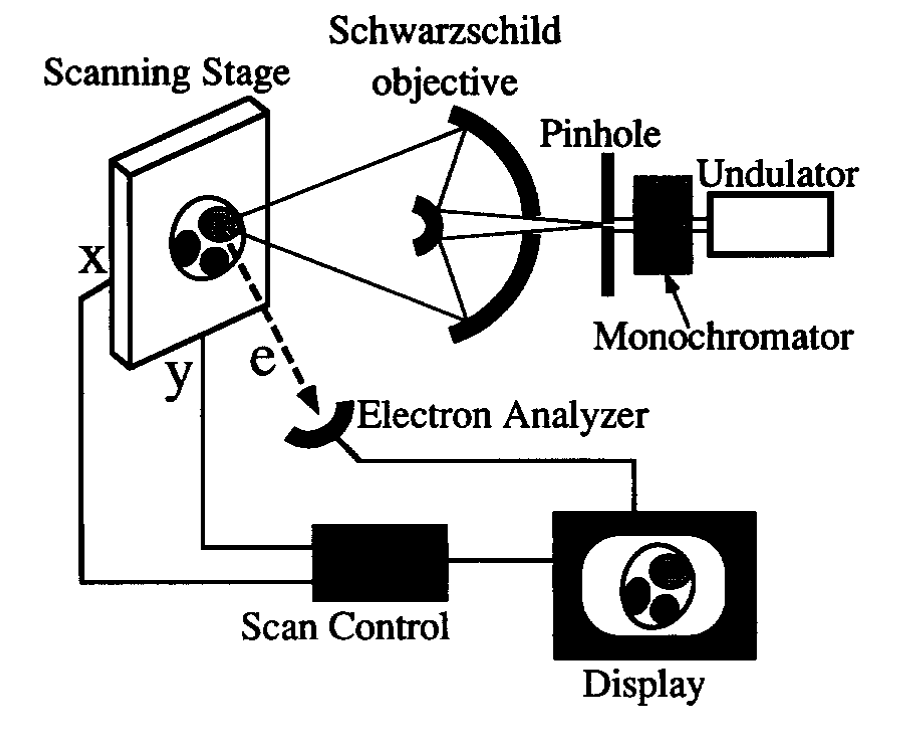 Schwarzschild
objective
Scanning Stage
Pinhole
Undulator
x
Monochromator
y
e
Electron Analyzer
Scan Control
Display